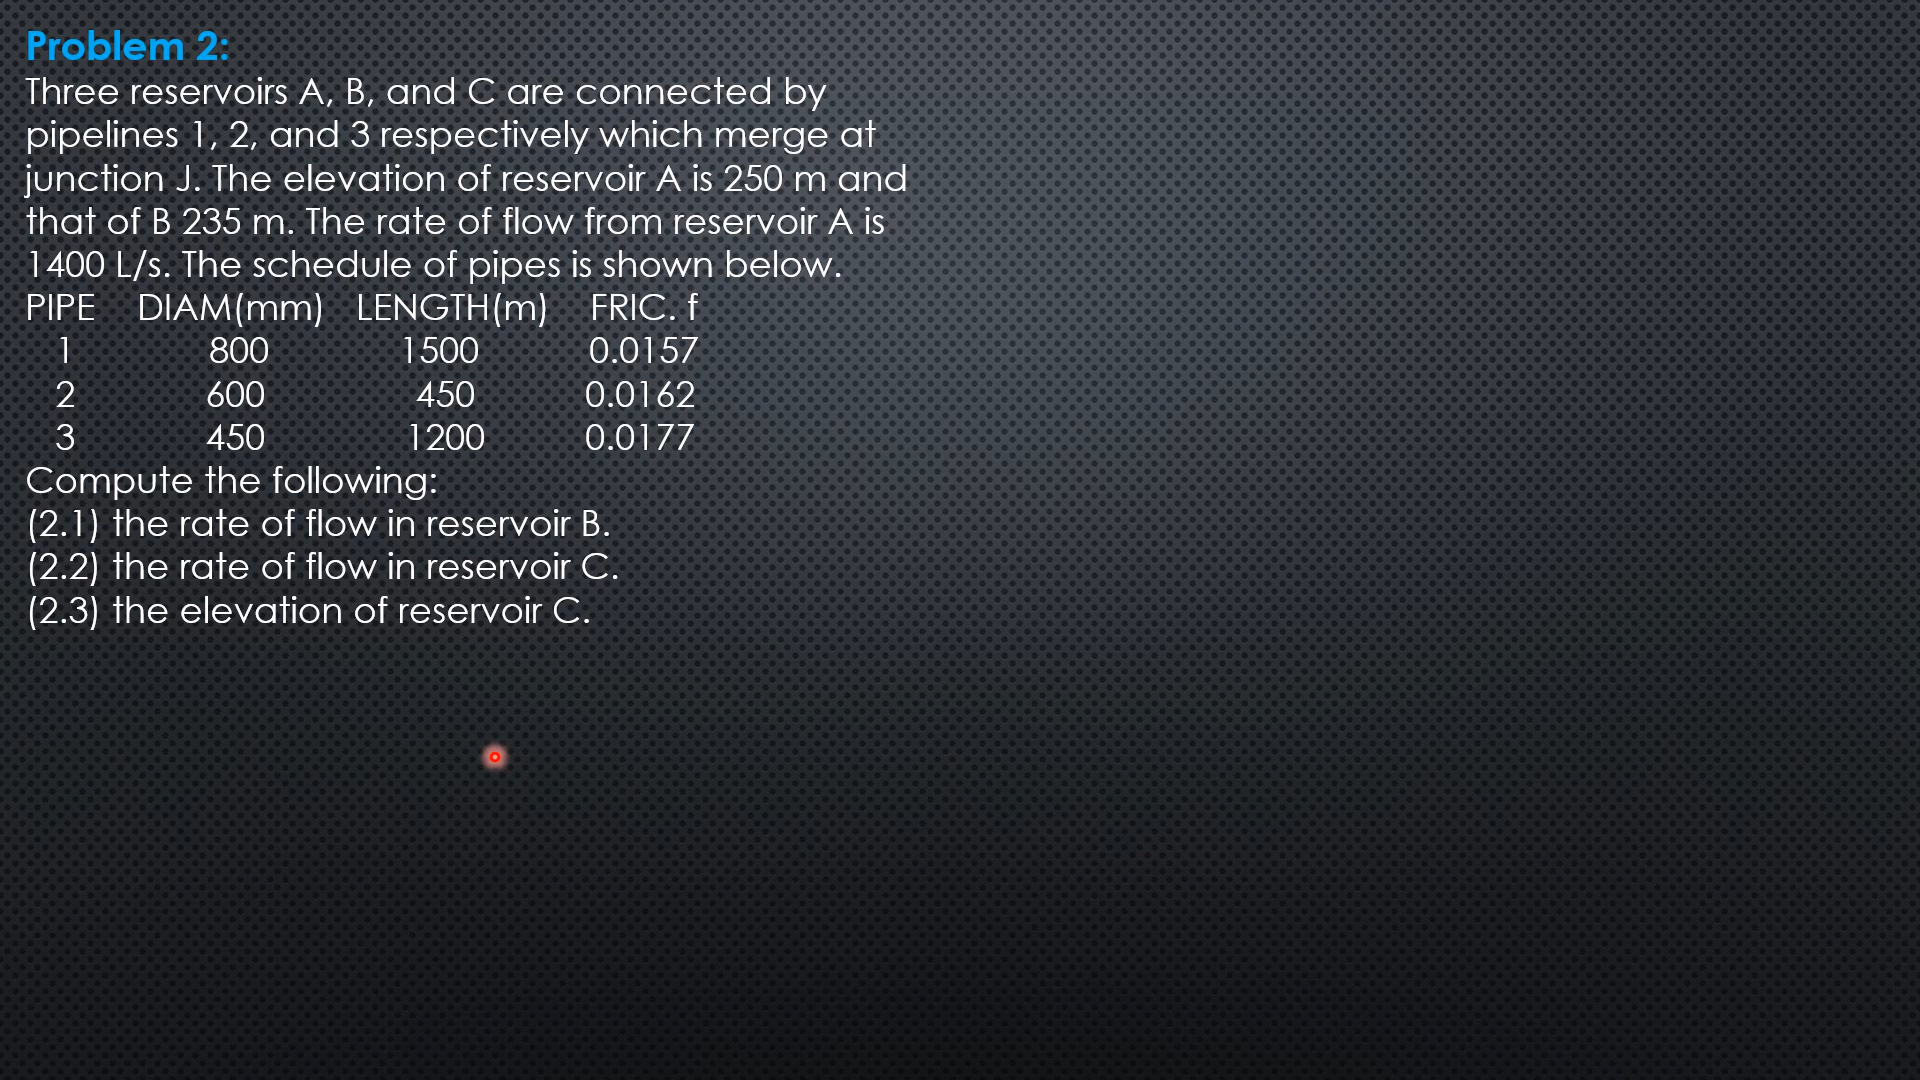 Problem 2:
Three reservoirs A, B, and C are connected by
pipelines 1, 2, and 3 respectively which merge at
junction J. The elevation of reservoir A is 250 m and
that of B 235 m. The rate of flow from reservoir A is
1400 L/s. The schedule of pipes is shown below.
PIPE DIAM(mm) LENGTH(m) FRIC. f
1 800 1500 0.0157
2 600 450 0.0162
3 450 1200 0.0177
Compute the following:
(2.1) the rate of flow in reservoir B.
(2.2) the rate of flow in reservoir C.
(2.3) the elevation of reservoir C.